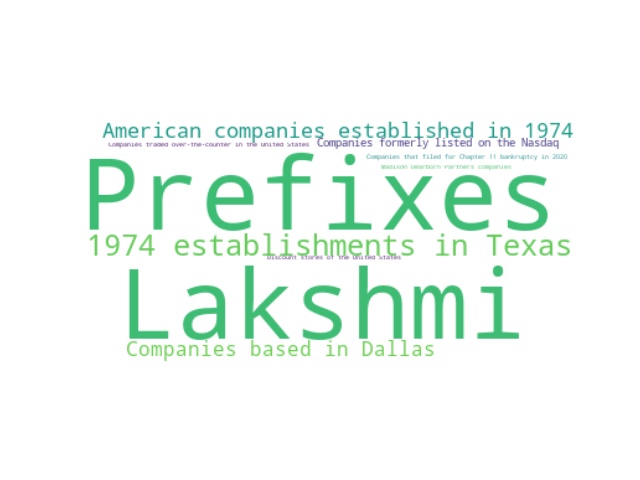 American companies established in 1974
Companies traded over-the-counter in the United States
Companies formerly listed on the Nasdaq
Companies that filed for Chapter 11 bankruptcy in 2020
Madison Dearborn Partners companies
Prefixes
1974 establishments in Texas
Discount stores of the United States
Lakshmi
Companies based in Dallas